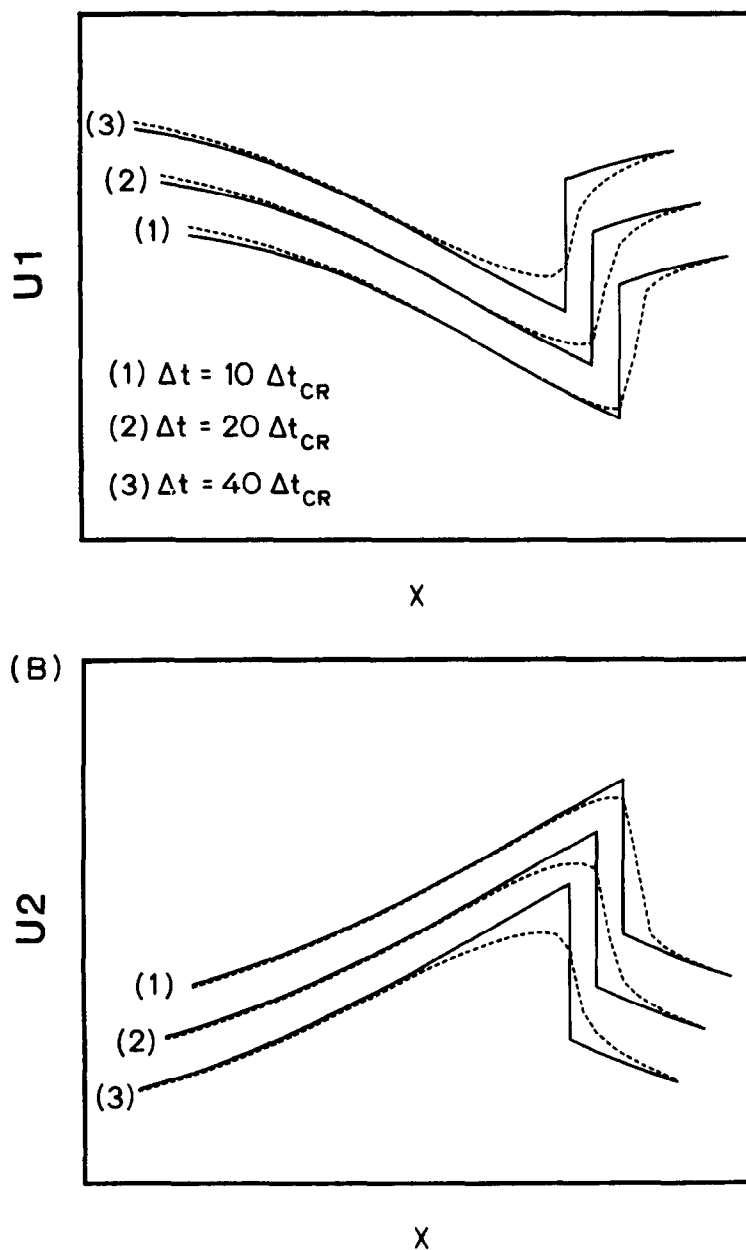 (3)
(2)
(1)
U1
(1) Δt = 10 Δt_CR
(2) Δt = 20 Δt_CR
(3) Δt = 40 Δt_CR
X
(B)
U2
(1)
(2)
(3)
X